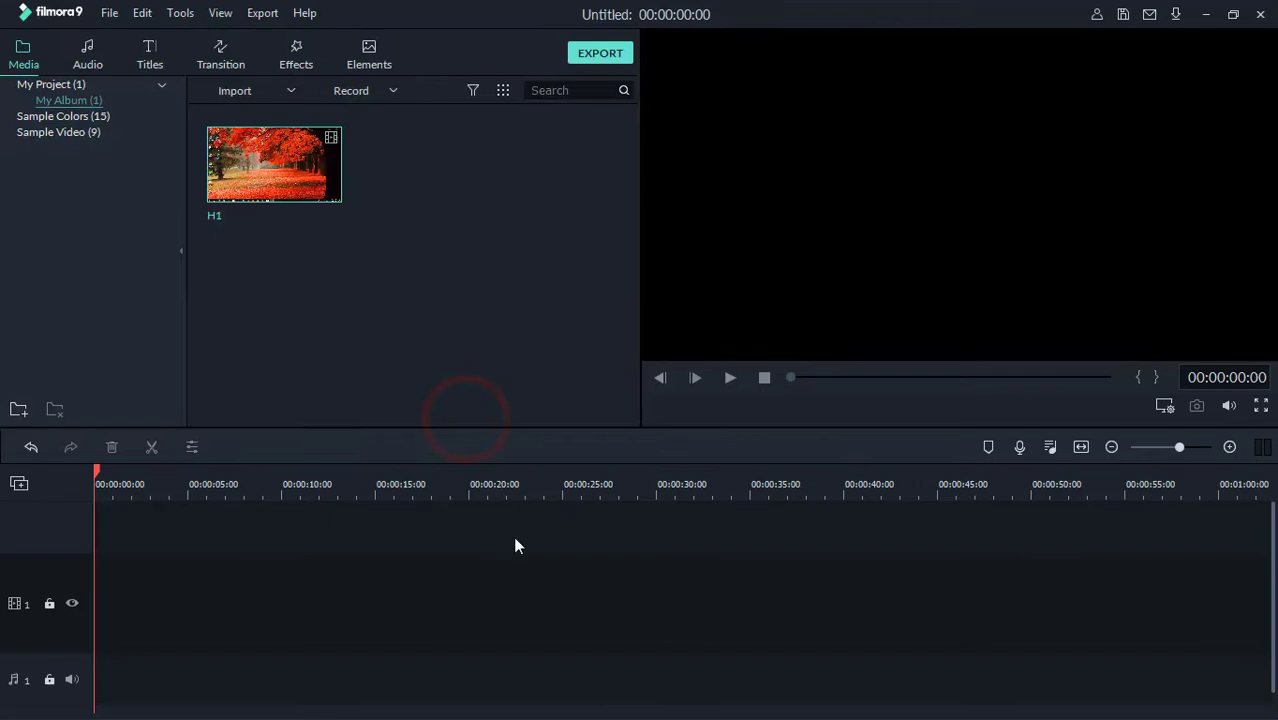 filmora9 File Edit Tools View Export Help Untitled: 00:00:00:00
Media Audio Titles Transition Effects Elements EXPORT
My Project (1)
My Album (1)
Sample Colors (15)
Sample Video (9)
Import Record Search
H1
00:00:00:00
00:00:00:00 00:00:05:00 00:00:10:00 00:00:15:00 00:00:20:00 00:00:25:00 00:00:30:00 00:00:35:00 00:00:40:00 00:00:45:00 00:00:50:00 00:00:55:00 00:01:00:00
1
1